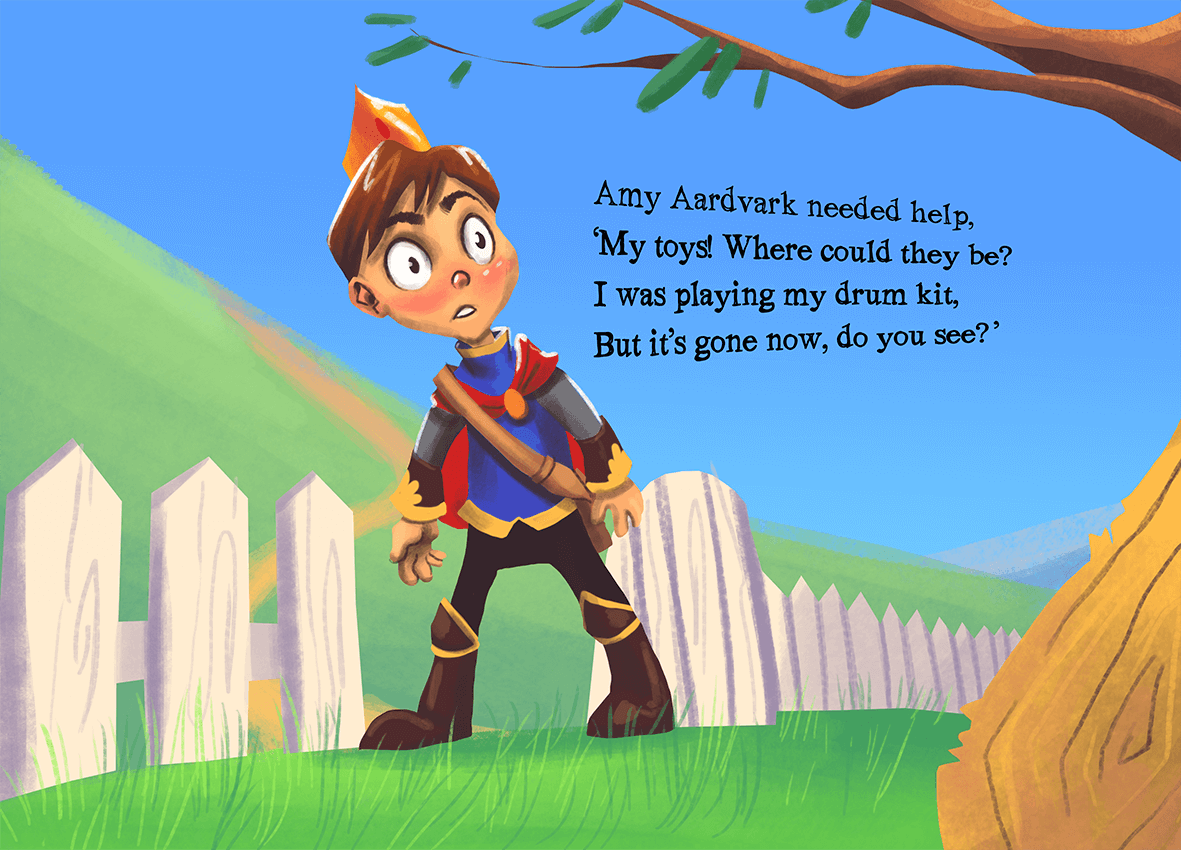 Amy Aardvark needed help,
‘My toys! Where could they be?
I was playing my drum kit,
But it’s gone now, do you see?’